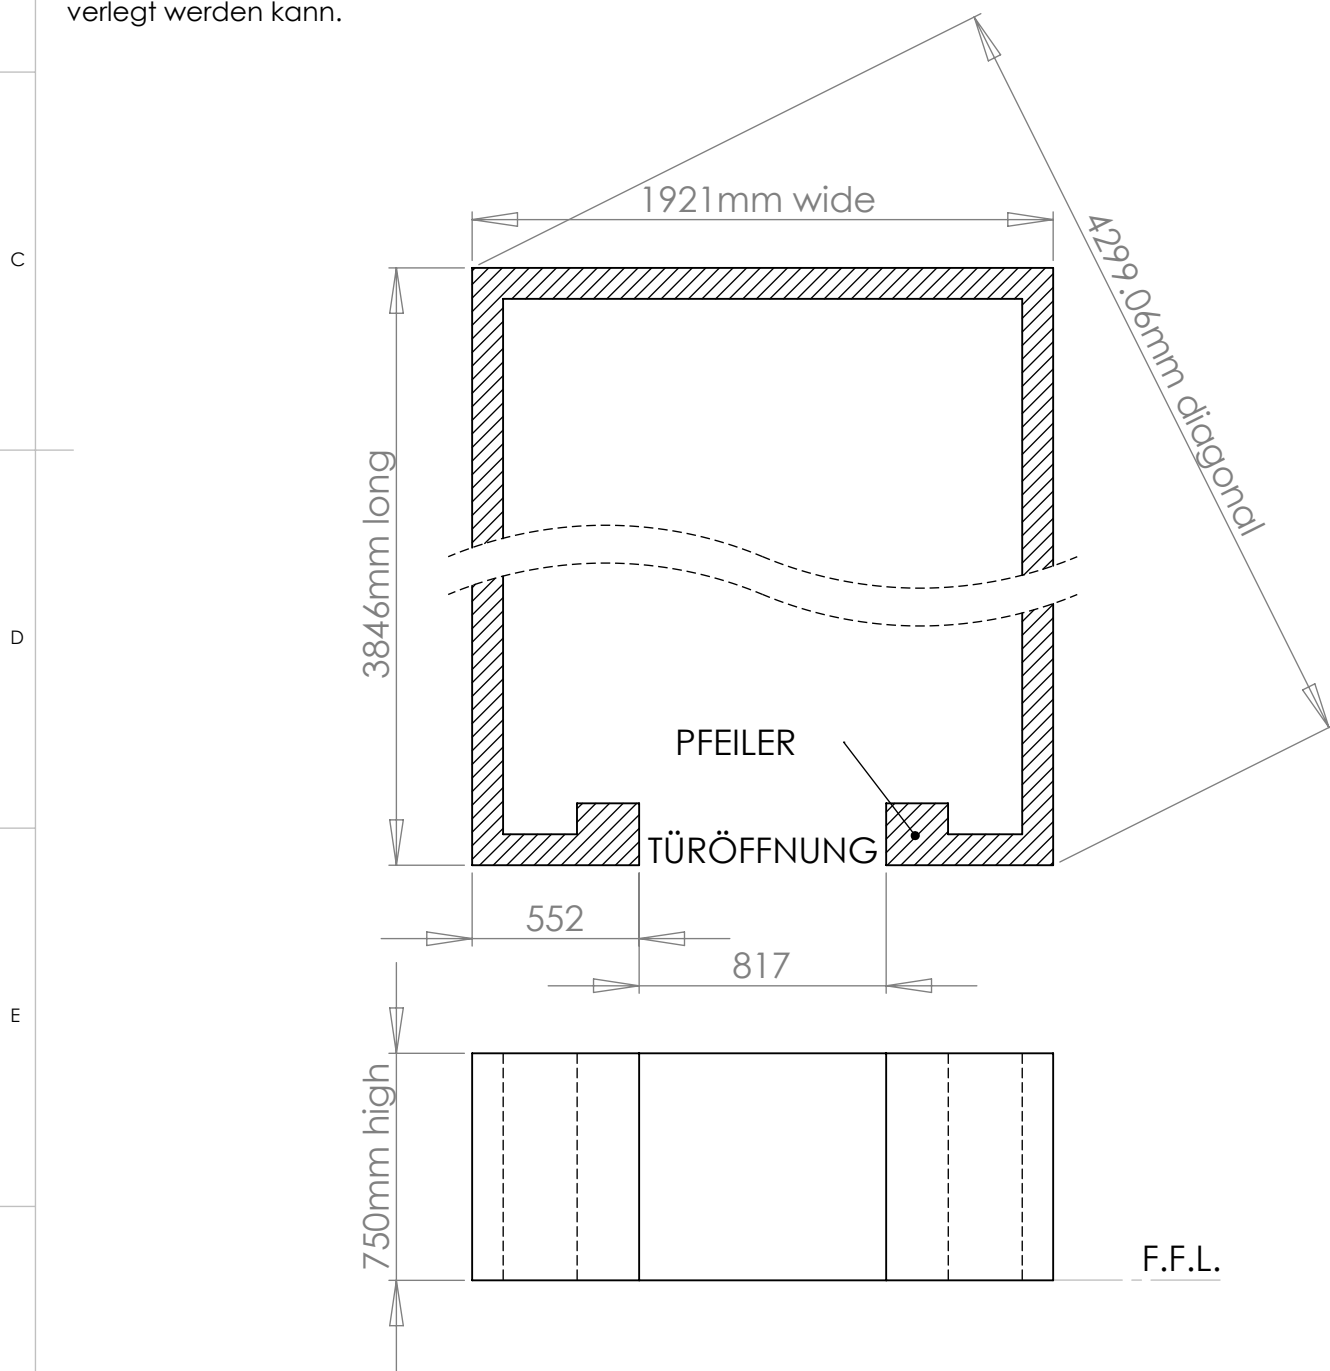 verlegt werden kann.
1921mm wide
C
4299.06mm diagonal
3846mm long
D
PFEILER
TÜRÖFFNUNG
552
817
E
750mm high
F.F.L.